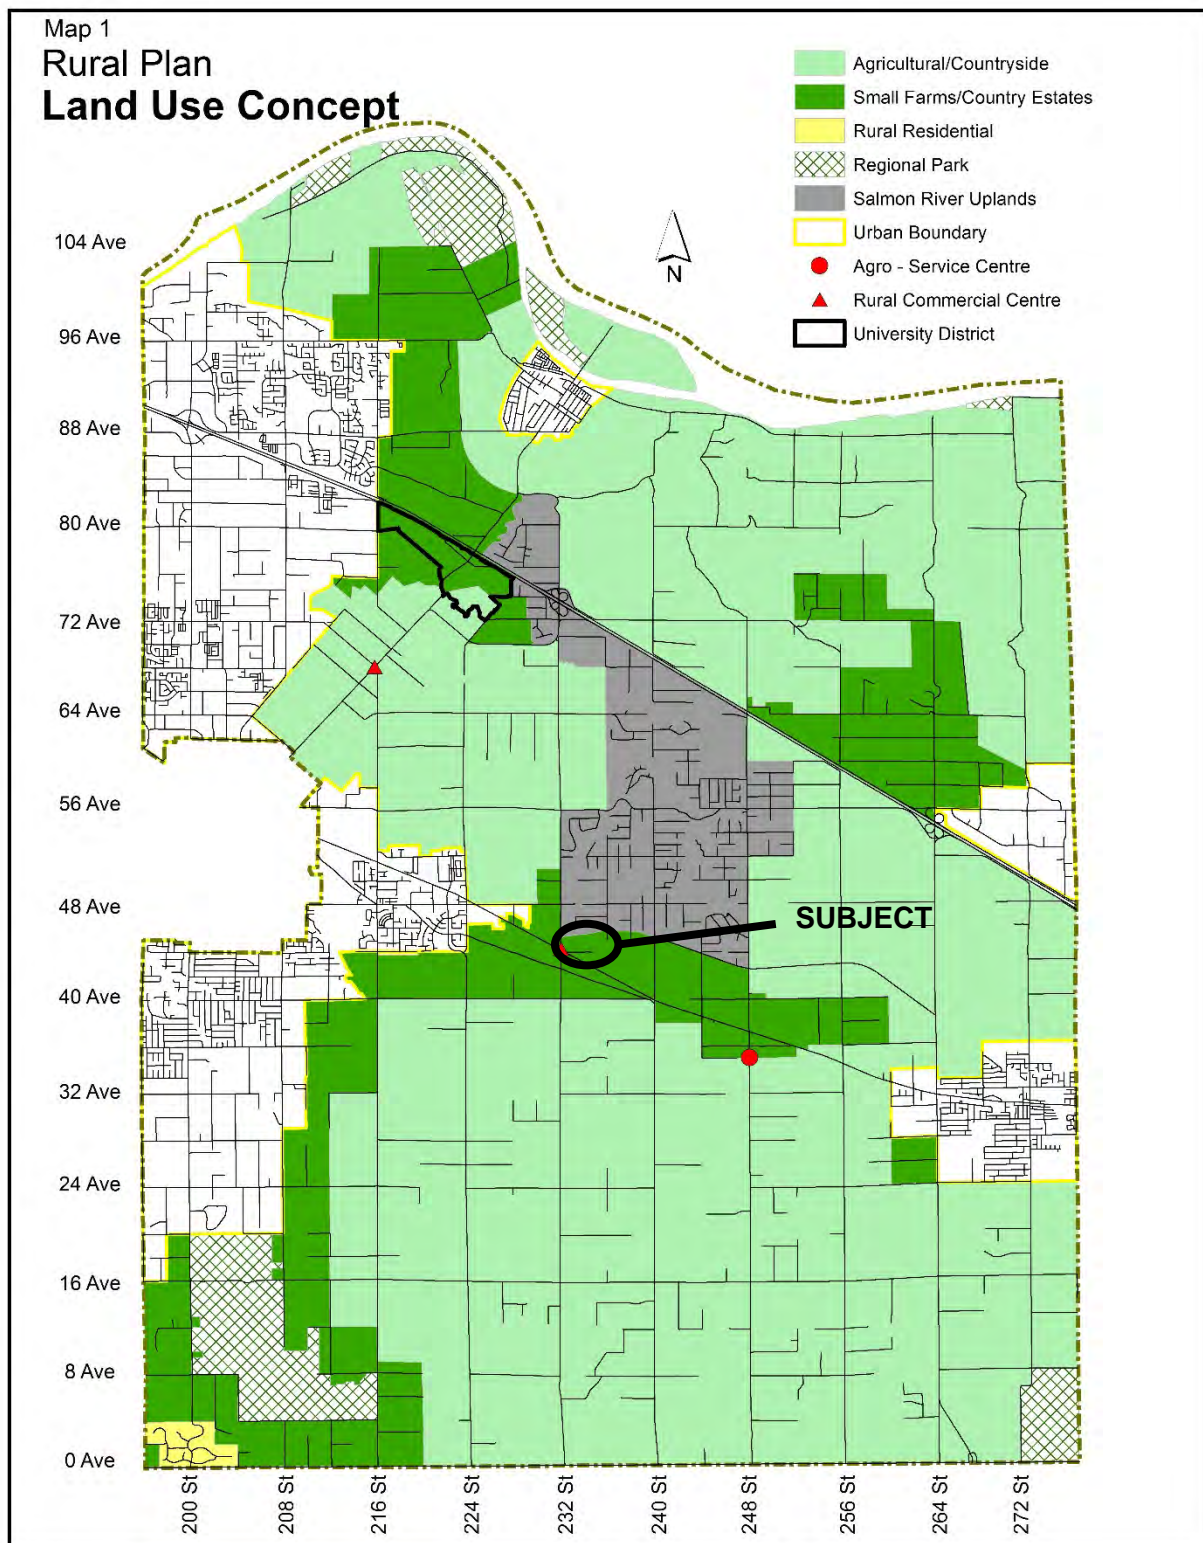 Map 1
Rural Plan
Land Use Concept
Agricultural/Countryside
Small Farms/Country Estates
Rural Residential
Regional Park
Salmon River Uplands
Urban Boundary
Agro - Service Centre
Rural Commercial Centre
University District
N
104 Ave
96 Ave
88 Ave
80 Ave
72 Ave
64 Ave
56 Ave
48 Ave
SUBJECT
40 Ave
32 Ave
24 Ave
16 Ave
8 Ave
0 Ave
200 St
208 St
216 St
224 St
232 St
240 St
248 St
256 St
264 St
272 St